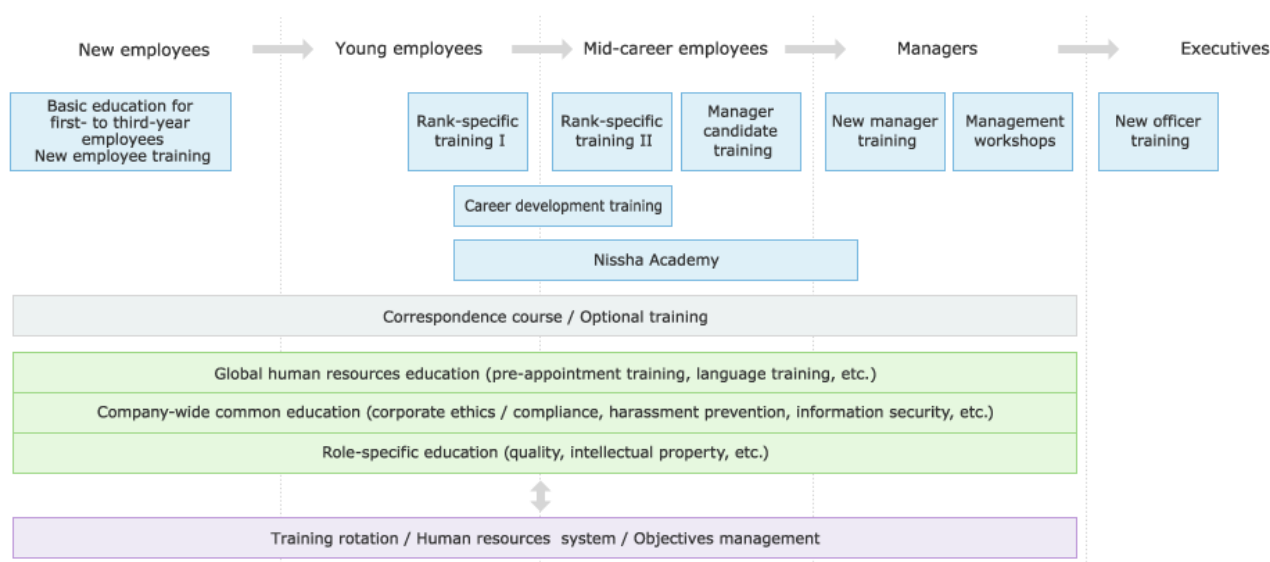 New employees
Young employees
Mid-career employees
Managers
Executives
Basic education for
first- to third-year
employees
New employee training
Rank-specific
training I
Rank-specific
training II
Manager
candidate
training
New manager
training
Management
workshops
New officer
training
Career development training
Nissha Academy
Correspondence course / Optional training
Global human resources education (pre-appointment training, language training, etc.)
Company-wide common education (corporate ethics / compliance, harassment prevention, information security, etc.)
Role-specific education (quality, intellectual property, etc.)
Training rotation / Human resources system / Objectives management